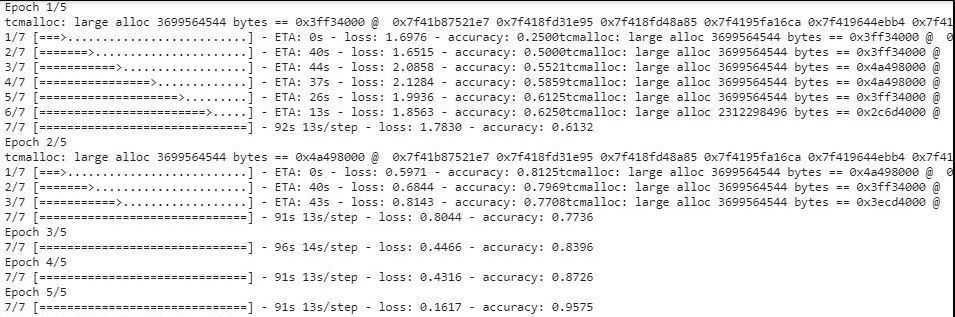 Epoch 1/5
tcmalloc: large alloc 3699564544 bytes == 0x3ff34000 @  0x7f41b87521e7 0x7f418fd31e95 0x7f418fd48a85 0x7f4195fa16ca 0x7f419644ebb4 0x7f41
1/7 [===>..........................] - ETA: 0s - loss: 1.6976 - accuracy: 0.2500tcmalloc: large alloc 3699564544 bytes == 0x3ff34000 @  0
2/7 [=======>......................] - ETA: 40s - loss: 1.6515 - accuracy: 0.5000tcmalloc: large alloc 3699564544 bytes == 0x3ff34000 @
3/7 [===========>..................] - ETA: 44s - loss: 2.0858 - accuracy: 0.5521tcmalloc: large alloc 3699564544 bytes == 0x4a498000 @
4/7 [================>.............] - ETA: 37s - loss: 2.1284 - accuracy: 0.5859tcmalloc: large alloc 3699564544 bytes == 0x4a498000 @
5/7 [====================>.........] - ETA: 26s - loss: 1.9936 - accuracy: 0.6125tcmalloc: large alloc 3699564544 bytes == 0x3ff34000 @
6/7 [========================>.....] - ETA: 13s - loss: 1.8563 - accuracy: 0.6250tcmalloc: large alloc 2312298496 bytes == 0x2c6d4000 @
7/7 [==============================] - 92s 13s/step - loss: 1.7830 - accuracy: 0.6132
Epoch 2/5
tcmalloc: large alloc 3699564544 bytes == 0x4a498000 @  0x7f41b87521e7 0x7f418fd31e95 0x7f418fd48a85 0x7f4195fa16ca 0x7f419644ebb4 0x7f41
1/7 [===>..........................] - ETA: 0s - loss: 0.5971 - accuracy: 0.8125tcmalloc: large alloc 3699564544 bytes == 0x4a498000 @  0
2/7 [=======>......................] - ETA: 40s - loss: 0.6844 - accuracy: 0.7969tcmalloc: large alloc 3699564544 bytes == 0x3ff34000 @
3/7 [===========>..................] - ETA: 43s - loss: 0.8143 - accuracy: 0.7708tcmalloc: large alloc 3699564544 bytes == 0x3ecd4000 @
7/7 [==============================] - 91s 13s/step - loss: 0.8044 - accuracy: 0.7736
Epoch 3/5
7/7 [==============================] - 96s 14s/step - loss: 0.4466 - accuracy: 0.8396
Epoch 4/5
7/7 [==============================] - 91s 13s/step - loss: 0.4316 - accuracy: 0.8726
Epoch 5/5
7/7 [==============================] - 91s 13s/step - loss: 0.1617 - accuracy: 0.9575